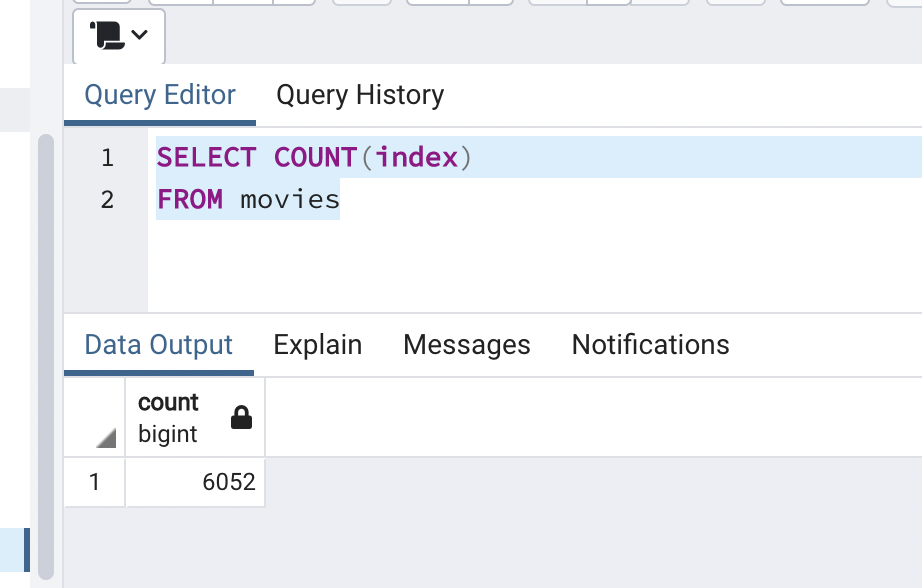 Query Editor Query History
1 SELECT COUNT(index)
2 FROM movies
Data Output Explain Messages Notifications
count
bigint
1 6052